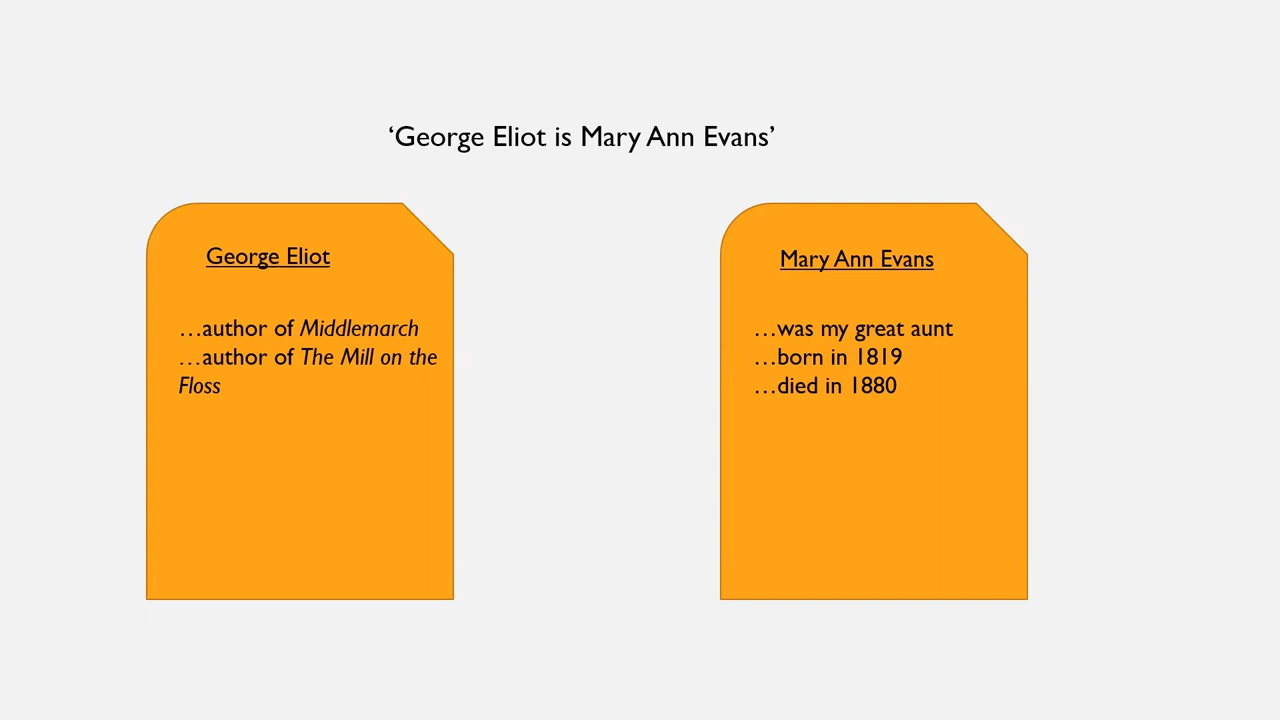 ‘George Eliot is Mary Ann Evans’
George Eliot
…author of Middlemarch
…author of The Mill on the
Floss
Mary Ann Evans
…was my great aunt
…born in 1819
…died in 1880